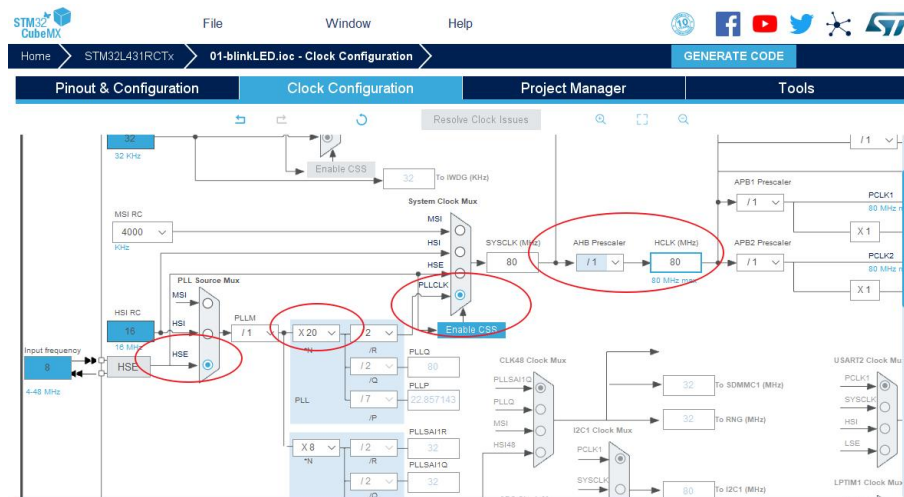 STM32
CubeMX
File
Window
Help
10
Home
STM32L431RCTx
01-blinkLED.ioc - Clock Configuration
GENERATE CODE
Pinout & Configuration
Clock Configuration
Project Manager
Tools
Resolve Clock Issues
32
32 KHz
Enable CSS
32
To IWDG (KHz)
/ 1
System Clock Mux
APB1 Prescaler
/ 1
PCLK1
80 MHz m
X 1
MSI RC
4000
KHz
MSI
HSI
HSE
PLLCLK
SYSCLK (MHz)
80
AHB Prescaler
/ 1
HCLK (MHz)
80
80 MHz max
APB2 Prescaler
/ 1
PCLK2
80 MHz m
X 1
PLL Source Mux
MSI
HSI
HSE
HSI RC
16
16 MHz
PLLM
/ 1
X 20
*N
/ 2
/R
Enable CSS
Input frequency
8
4-48 MHz
HSE
/ 2
/Q
PLLQ
80
PLL
/ 7
/P
PLLP
22.857143
CLK48 Clock Mux
PLLSAI1Q
PLLQ
MSI
HSI48
32
To SDMMC1 (MHz)
32
To RNG (MHz)
USART2 Clock Mu
PCLK1
SYSCLK
HSI
LSE
X 8
*N
/ 2
/R
PLLSAI1R
32
/ 2
/Q
PLLSAI1Q
32
I2C1 Clock Mux
PCLK1
SYSCLK
80
To I2C1 (MHz)
LPTIM1 Clock Mux